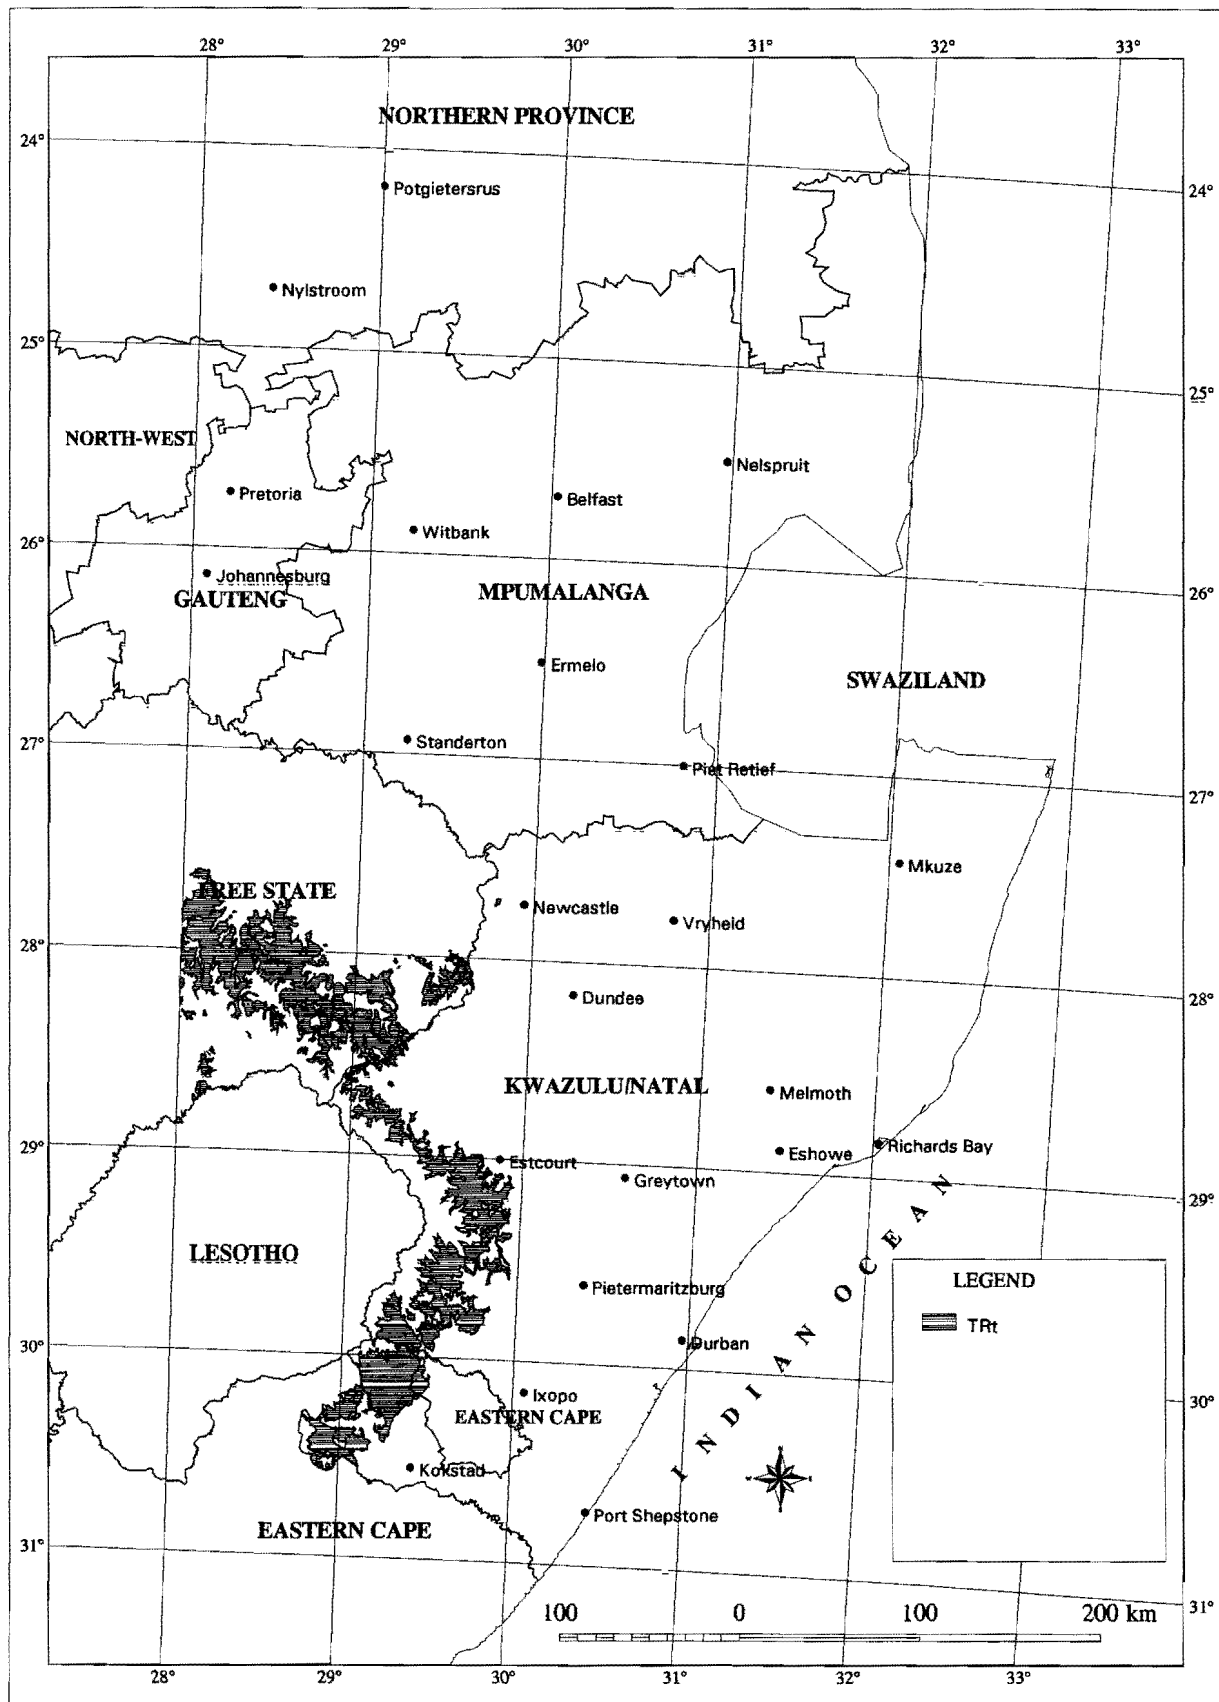 28° 29° 30° 31° 32° 33°
NORTHERN PROVINCE
24°
Potgietersrus
24°
Nylstroom
25°
25°
NORTH-WEST
Nelspruit
Pretoria
Belfast
Witbank
26°
Johannesburg
GAUTENG
MPUMALANGA
26°
Ermelo
SWAZILAND
Standerton
27°
Piet Retief
27°
Mkuze
FREE STATE
Newcastle
Vryheid
28°
Dundee
28°
KWAZULU/NATAL
Melmoth
29°
Estcourt
Eshowe
Richards Bay
Greytown
29°
LESOTHO
INDIAN OCEAN
LEGEND
Pietermaritzburg
TRt
30°
Durban
Ixopo
30°
EASTERN CAPE
Kokstad
Port Shepstone
EASTERN CAPE
31°
31°
100 0 100 200 km
28° 29° 30° 31° 32° 33°